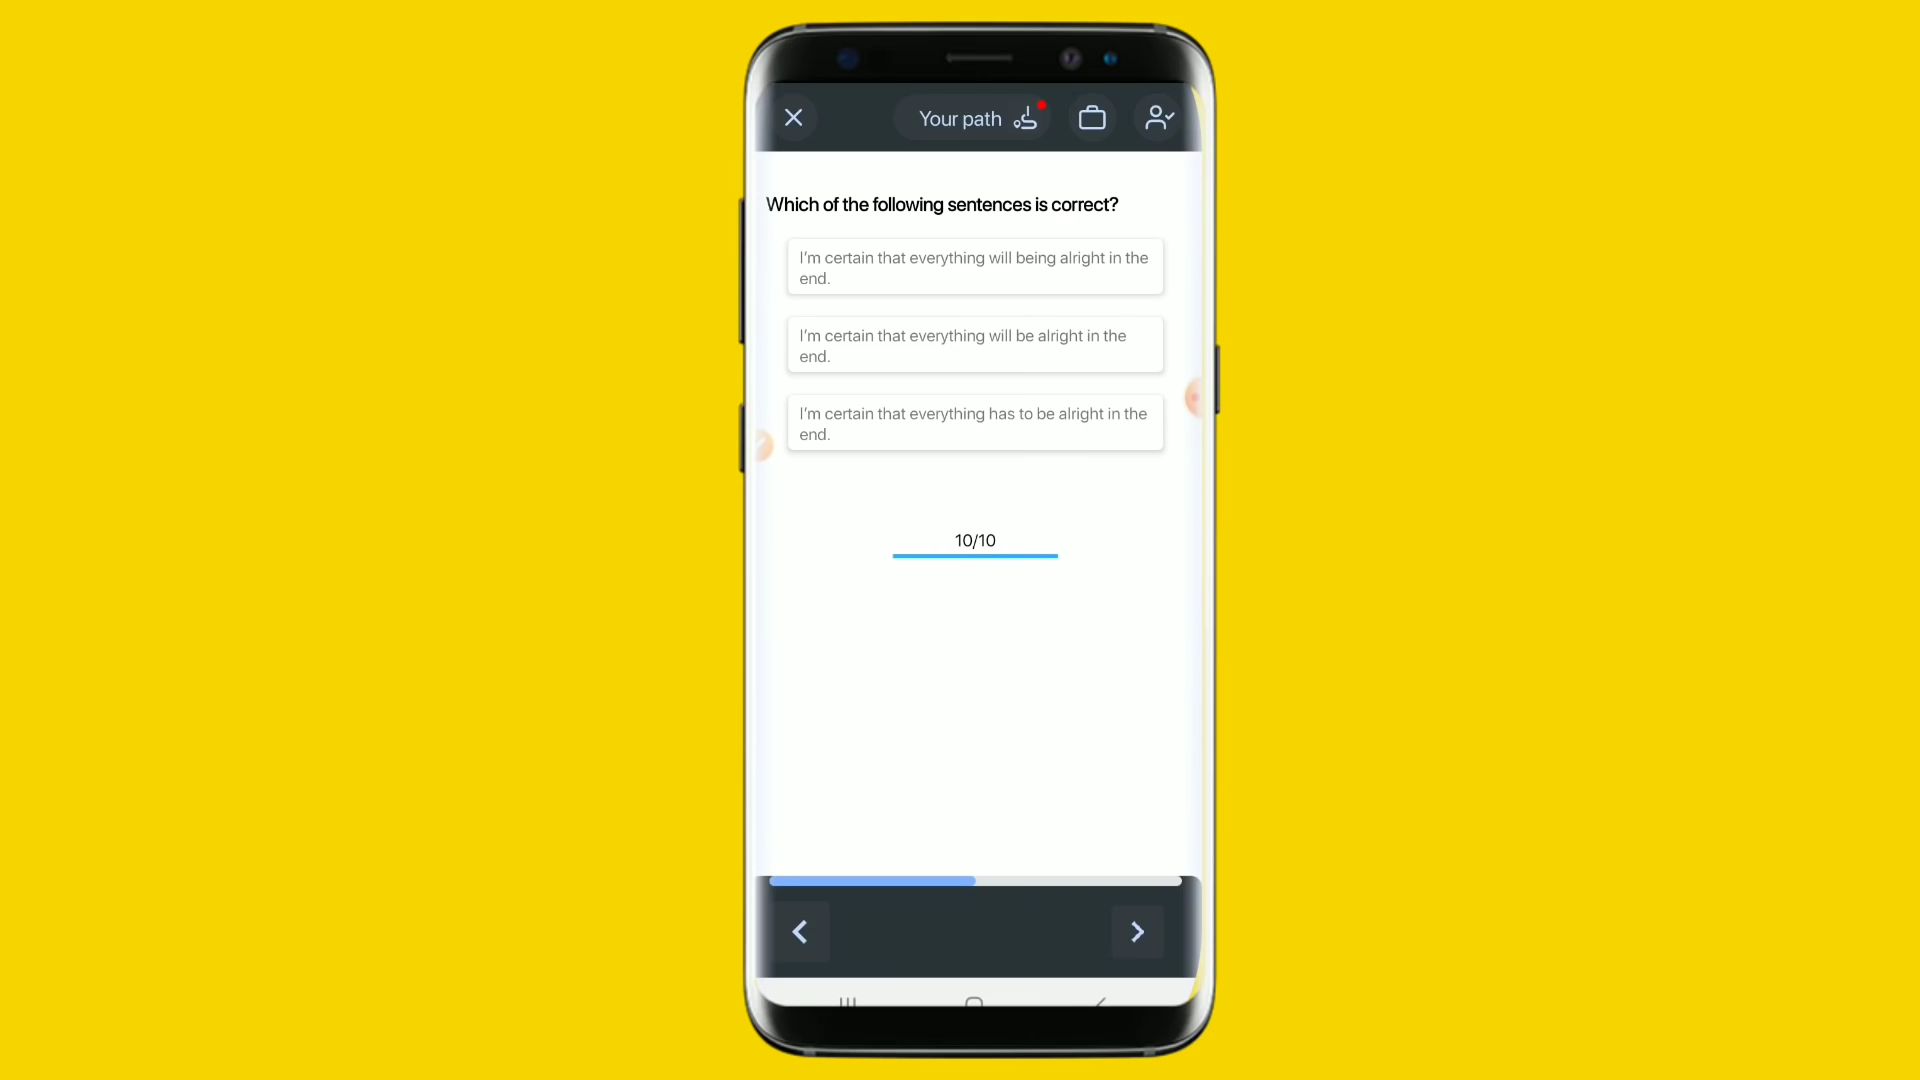 Your path
Which of the following sentences is correct?
I'm certain that everything will being alright in the
end.
I'm certain that everything will be alright in the
end.
I'm certain that everything has to be alright in the
end.
10/10